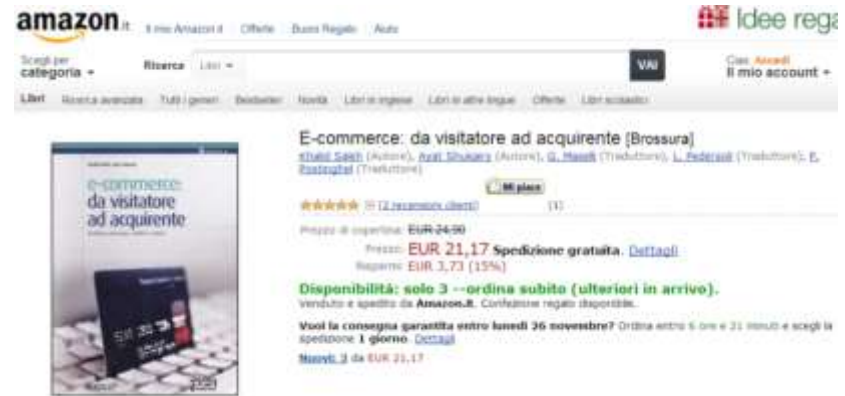 amazon.it Il mio Amazon.it Offerte Buoni Regalo Aiuto
Idee rega
Scegli per
categoria
Ricerca Libri
VAI
Ciao. Accedi
Il mio account
Libri Ricerca avanzata Tutti i generi Bestseller Novità Libri in inglese Libri in altre lingue Offerte Libri scolastici
E-commerce: da visitatore ad acquirente [Brossura]
Khalid Saleh (Autore), Ayat Shukairy (Autore), G. Maselli (Traduttore), L. Pederzoli (Traduttore), F. Postinghel (Traduttore)
Mi piace
(2 recensioni clienti) (1)
Prezzo di copertina: EUR 24,90
Prezzo: EUR 21,17 Spedizione gratuita. Dettagli
Risparmi: EUR 3,73 (15%)
Disponibilità: solo 3 --ordina subito (ulteriori in arrivo).
Venduto e spedito da Amazon.it. Confezione regalo disponibile.
Vuoi la consegna garantita entro lunedì 26 novembre? Ordina entro 6 ore e 21 minuti e scegli la
spedizione 1 giorno. Dettagli
Nuovi: 3 da EUR 21,17
e-commerce:
da visitatore
ad acquirente